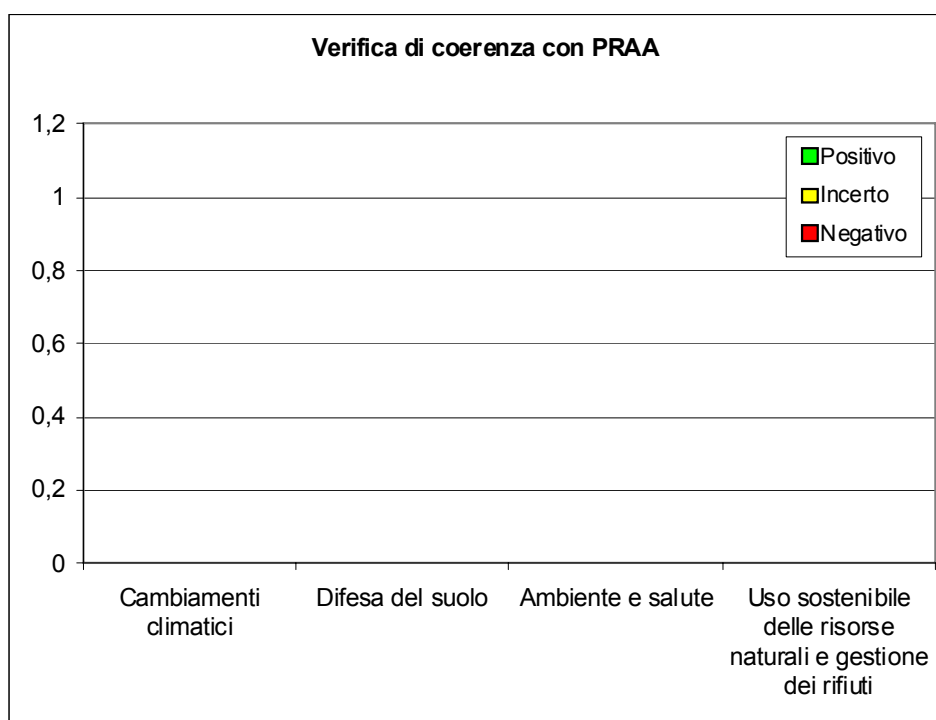 Verifica di coerenza con PRAA
1,2
1
0,8
0,6
0,4
0,2
0
Positivo
Incerto
Negativo
Cambiamenti
climatici
Difesa del suolo
Ambiente e salute
Uso sostenibile
delle risorse
naturali e gestione
dei rifiuti